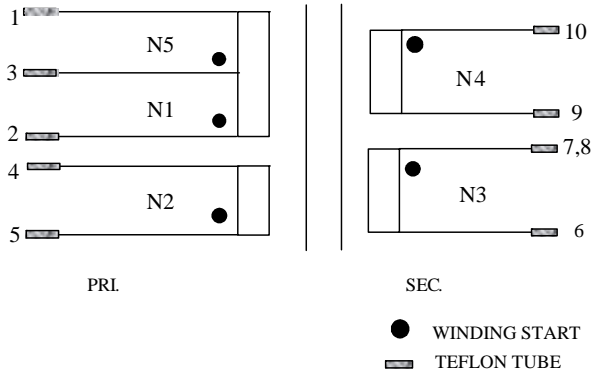 1
N5
3
N1
2
4
N2
5
10
N4
9
7,8
N3
6
PRI.
SEC.
WINDING START
TEFLON TUBE